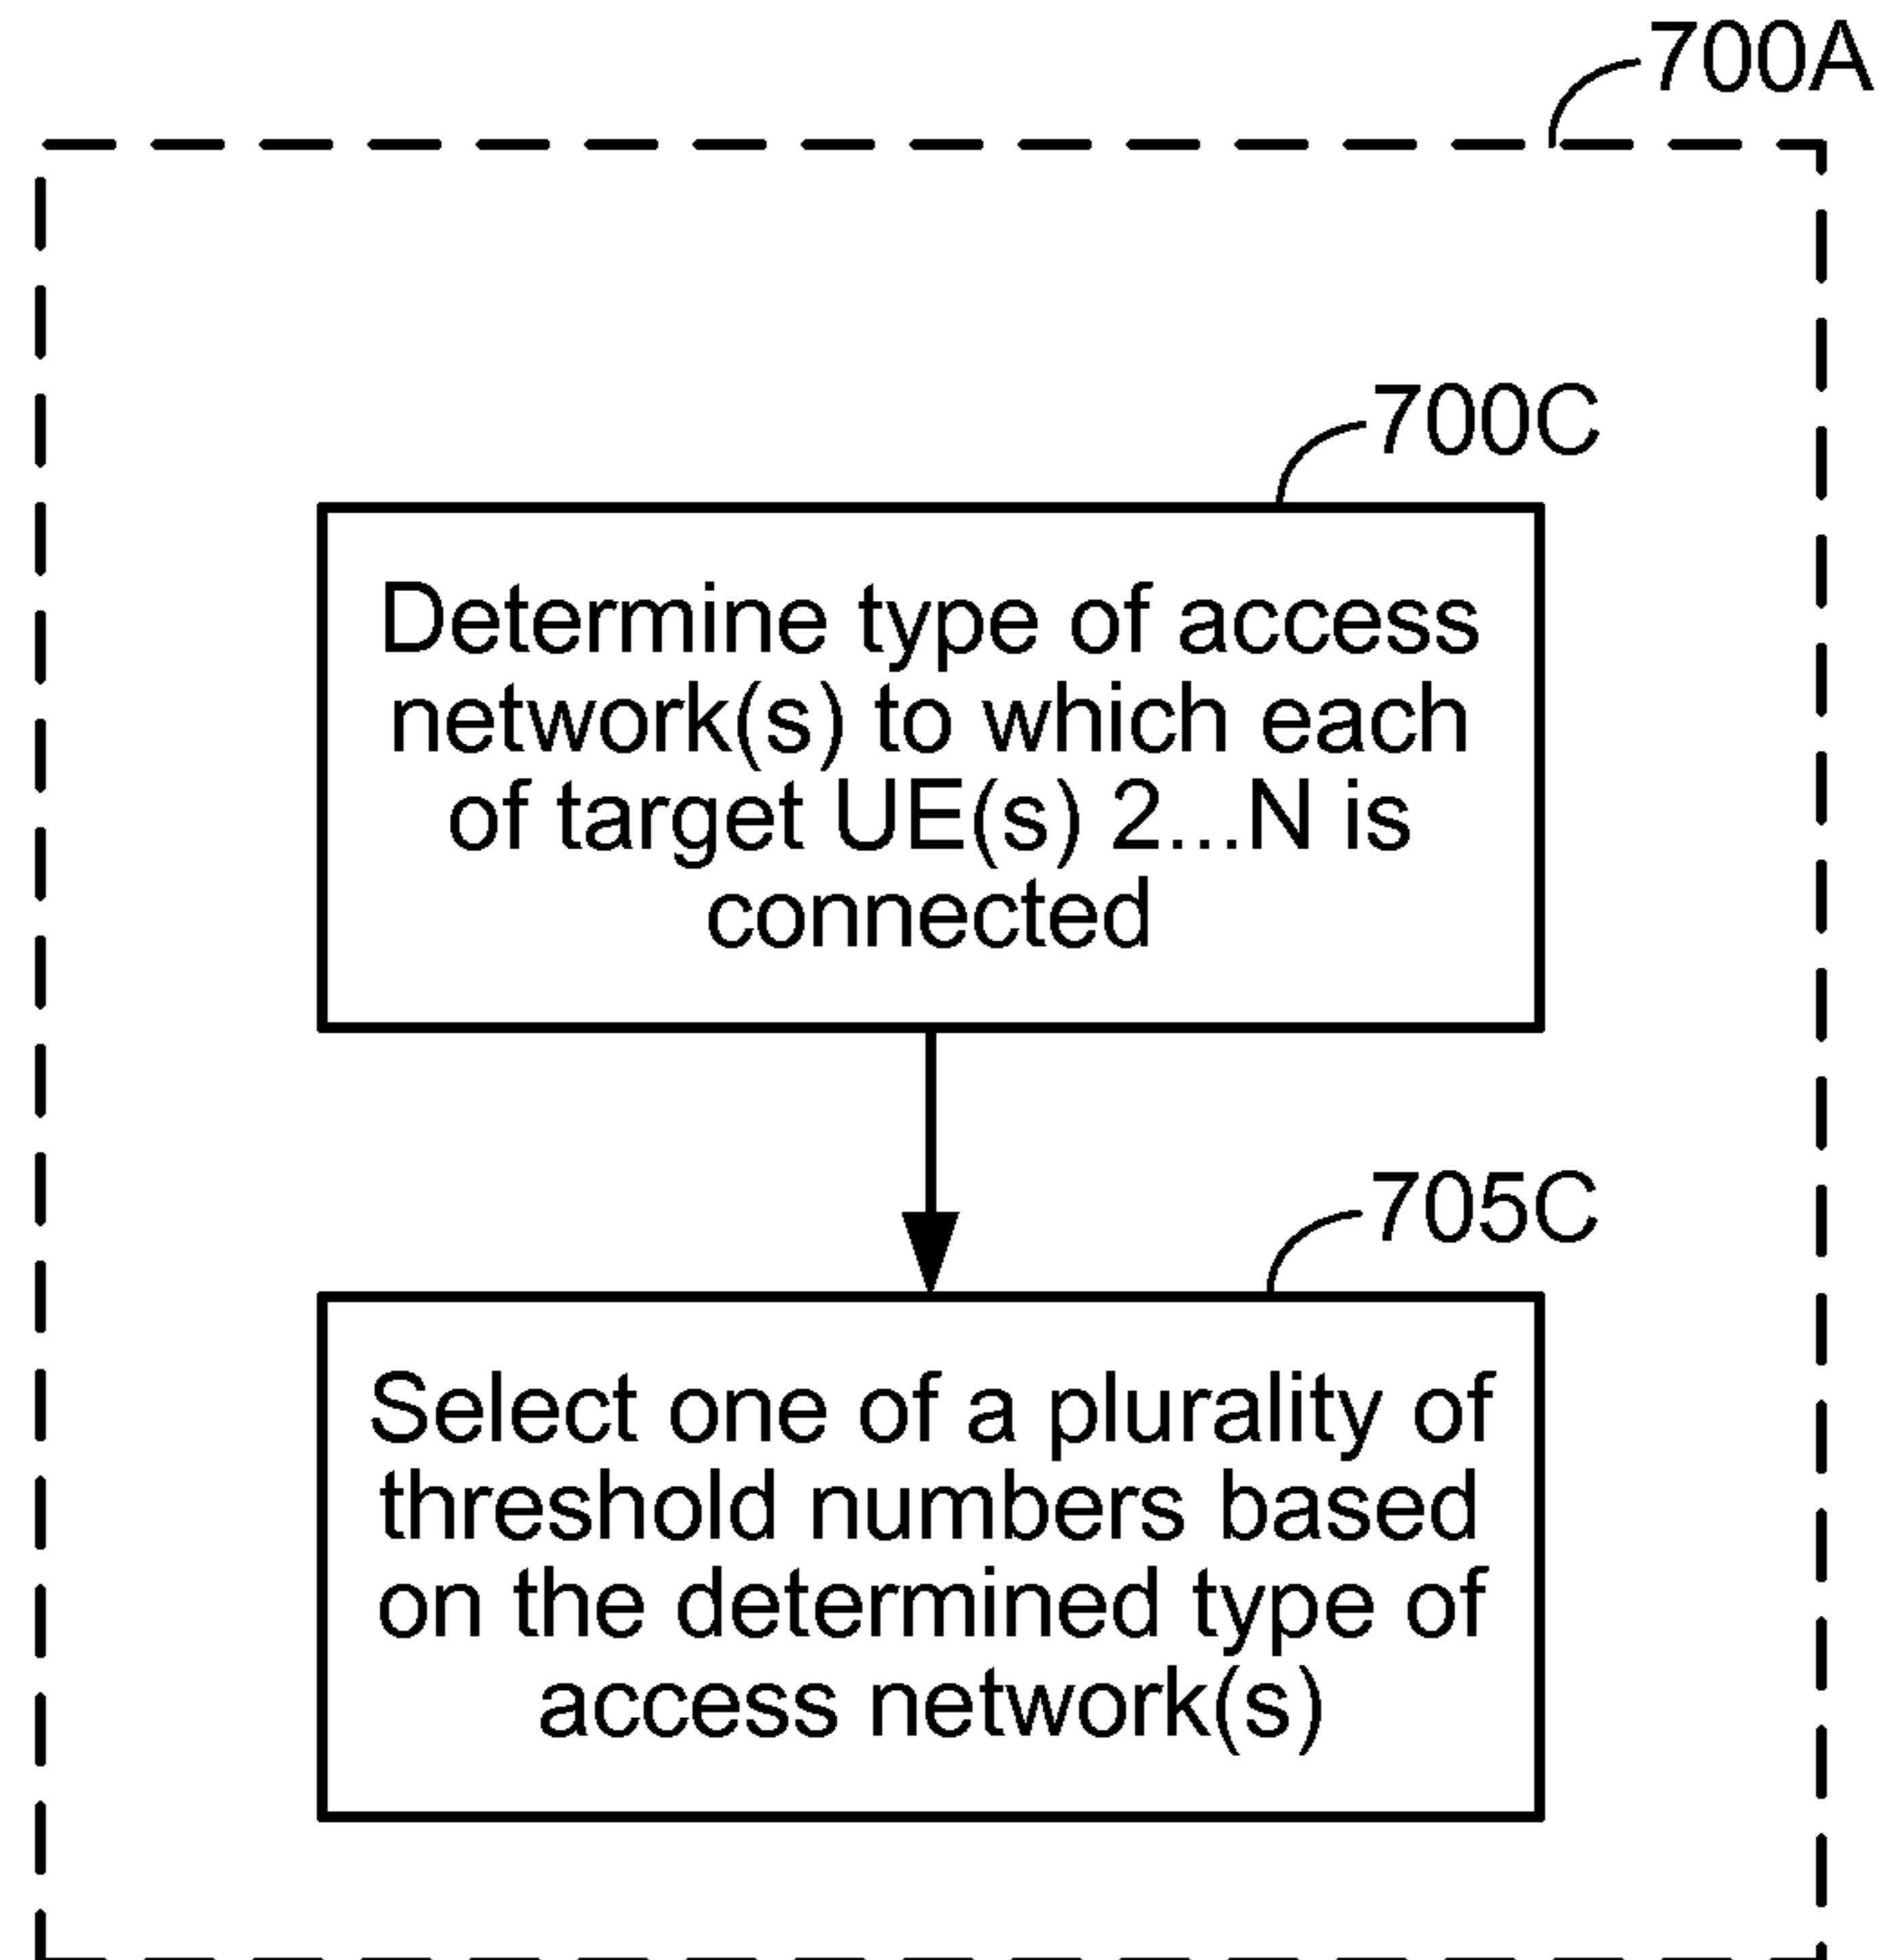 700A
700C
Determine type of access
network(s) to which each
of target UE(s) 2...N is
connected
705C
Select one of a plurality of
threshold numbers based
on the determined type of
access network(s)